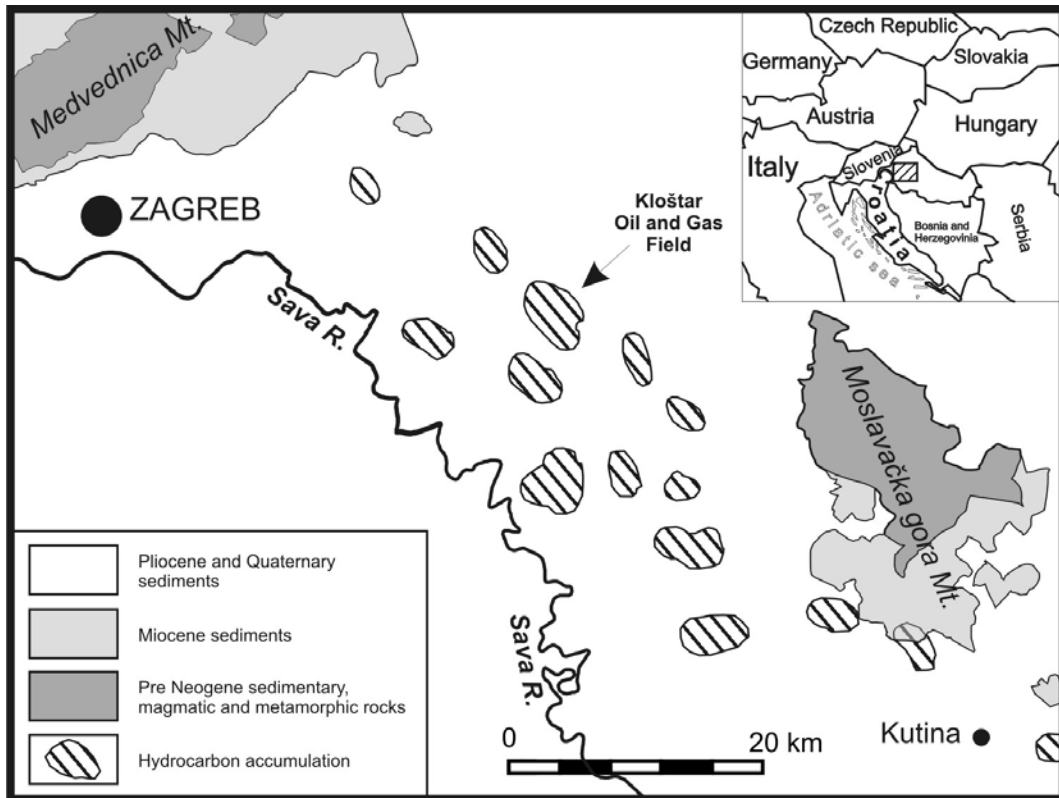 Medvednica Mt.
ZAGREB
Kloštar
Oil and Gas
Field
Sava R.
Sava R.
Moslavačka gora Mt.
Kutina
0 20 km
Czech Republic
Germany
Slovakia
Austria
Hungary
Italy
Slovenia
Croatia
Bosnia and
Herzegovinia
Serbia
Adriatic sea
Pliocene and Quaternary
sediments
Miocene sediments
Pre Neogene sedimentary,
magmatic and metamorphic rocks
Hydrocarbon accumulation